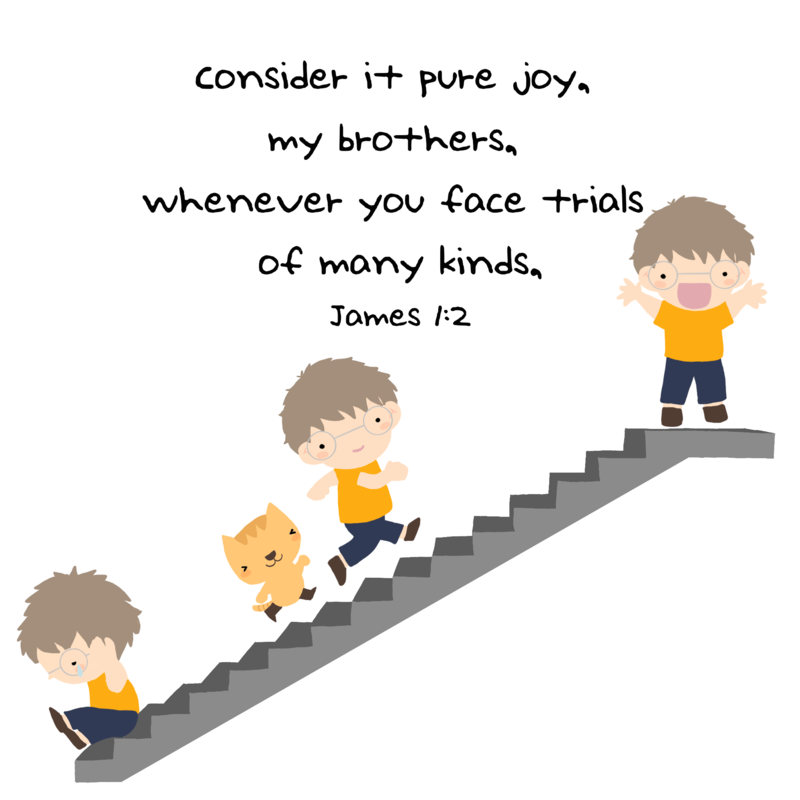 consider it pure joy,
my brothers,
whenever you face trials
of many kinds,
James 1:2